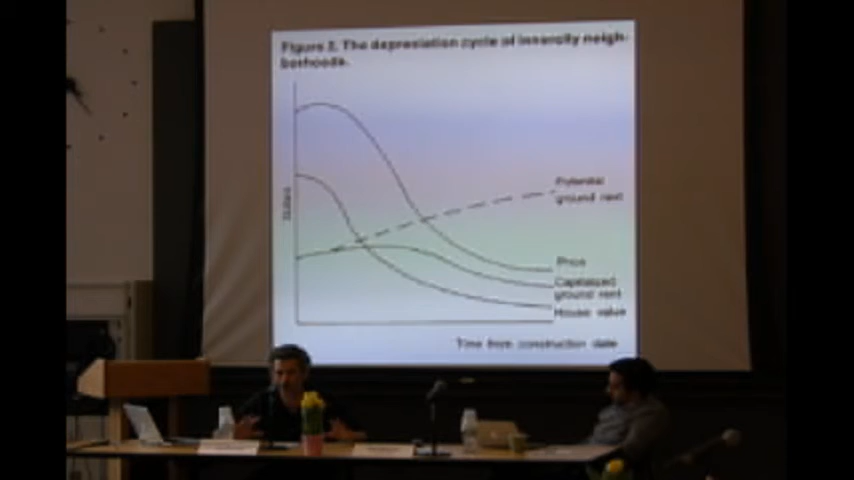 Figure 2. The depreciation cycle of innercity neigh-
borhoods.
Potential
ground rent
Price
Capitalized
ground rent
House value
Time from construction date